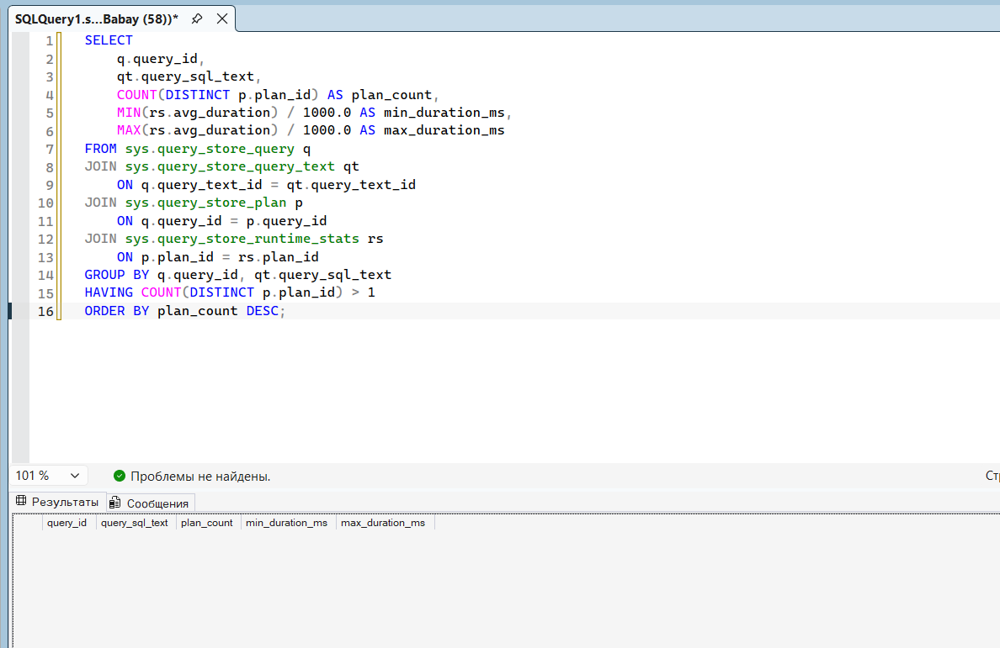 SQLQuery1.s...Babay (58))*
1 SELECT
2 q.query_id,
3 qt.query_sql_text,
4 COUNT(DISTINCT p.plan_id) AS plan_count,
5 MIN(rs.avg_duration) / 1000.0 AS min_duration_ms,
6 MAX(rs.avg_duration) / 1000.0 AS max_duration_ms
7 FROM sys.query_store_query q
8 JOIN sys.query_store_query_text qt
9 ON q.query_text_id = qt.query_text_id
10 JOIN sys.query_store_plan p
11 ON q.query_id = p.query_id
12 JOIN sys.query_store_runtime_stats rs
13 ON p.plan_id = rs.plan_id
14 GROUP BY q.query_id, qt.query_sql_text
15 HAVING COUNT(DISTINCT p.plan_id) > 1
16 ORDER BY plan_count DESC;
101 % Проблемы не найдены. Ст
Результаты Сообщения
query_id query_sql_text plan_count min_duration_ms max_duration_ms